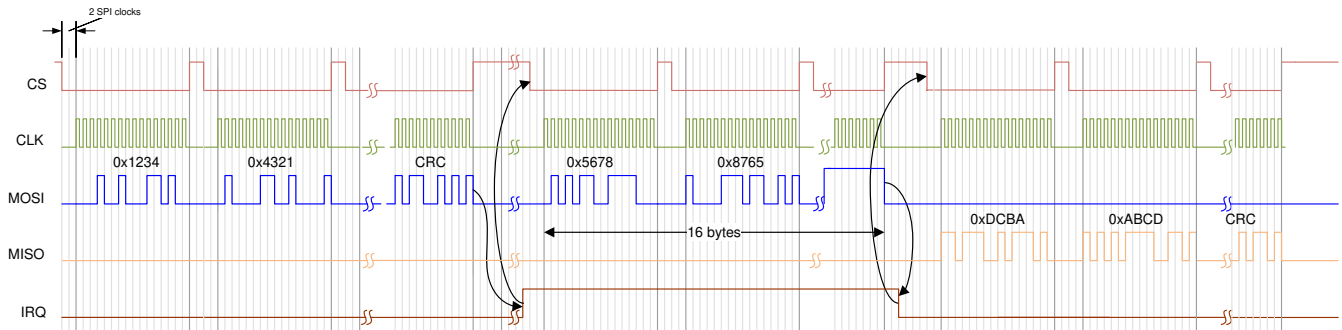 2 SPI clocks
CS
CLK
0x1234 0x4321 CRC 0x5678 0x8765
MOSI
0xDCBA 0xABCD CRC
16 bytes
MISO
IRQ